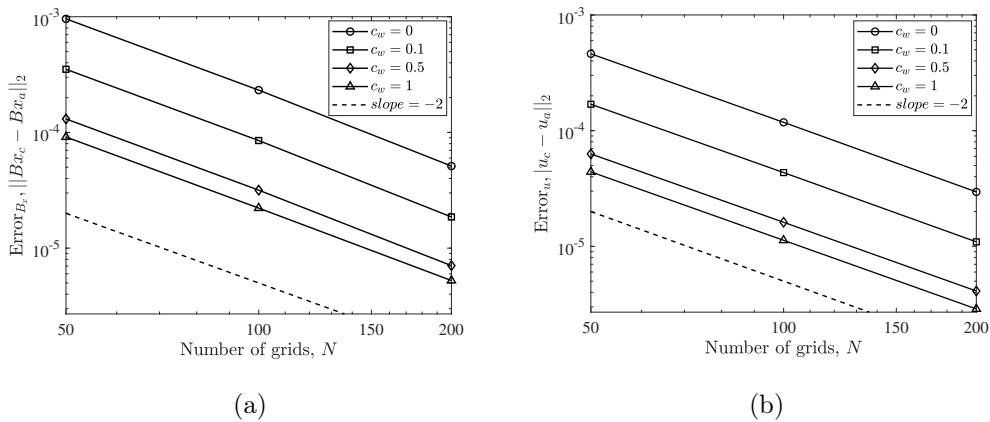 10^-3
10^-4
10^-5
Error_{B_x}, ||Bx_c − Bx_a||_2
c_w = 0
c_w = 0.1
c_w = 0.5
c_w = 1
slope = −2
50 100 150 200
Number of grids, N
(a)
10^-3
10^-4
10^-5
Error_u, |u_c − u_a||_2
c_w = 0
c_w = 0.1
c_w = 0.5
c_w = 1
slope = −2
50 100 150 200
Number of grids, N
(b)